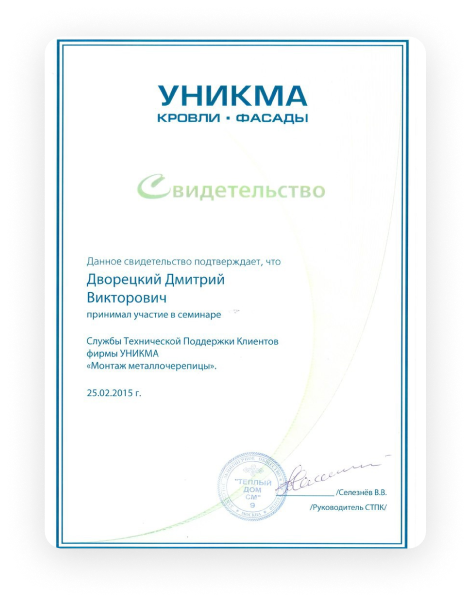 УНИКМА
КРОВЛИ • ФАСАДЫ
Свидетельство
Данное свидетельство подтверждает, что
Дворецкий Дмитрий
Викторович
принимал участие в семинаре
Службы Технической Поддержки Клиентов
фирмы УНИКМА
«Монтаж металлочерепицы».
25.02.2015 г.
"ТЕПЛЫЙ
ДОМ
СМ"
/Селезнёв В.В.
/Руководитель СТПК/